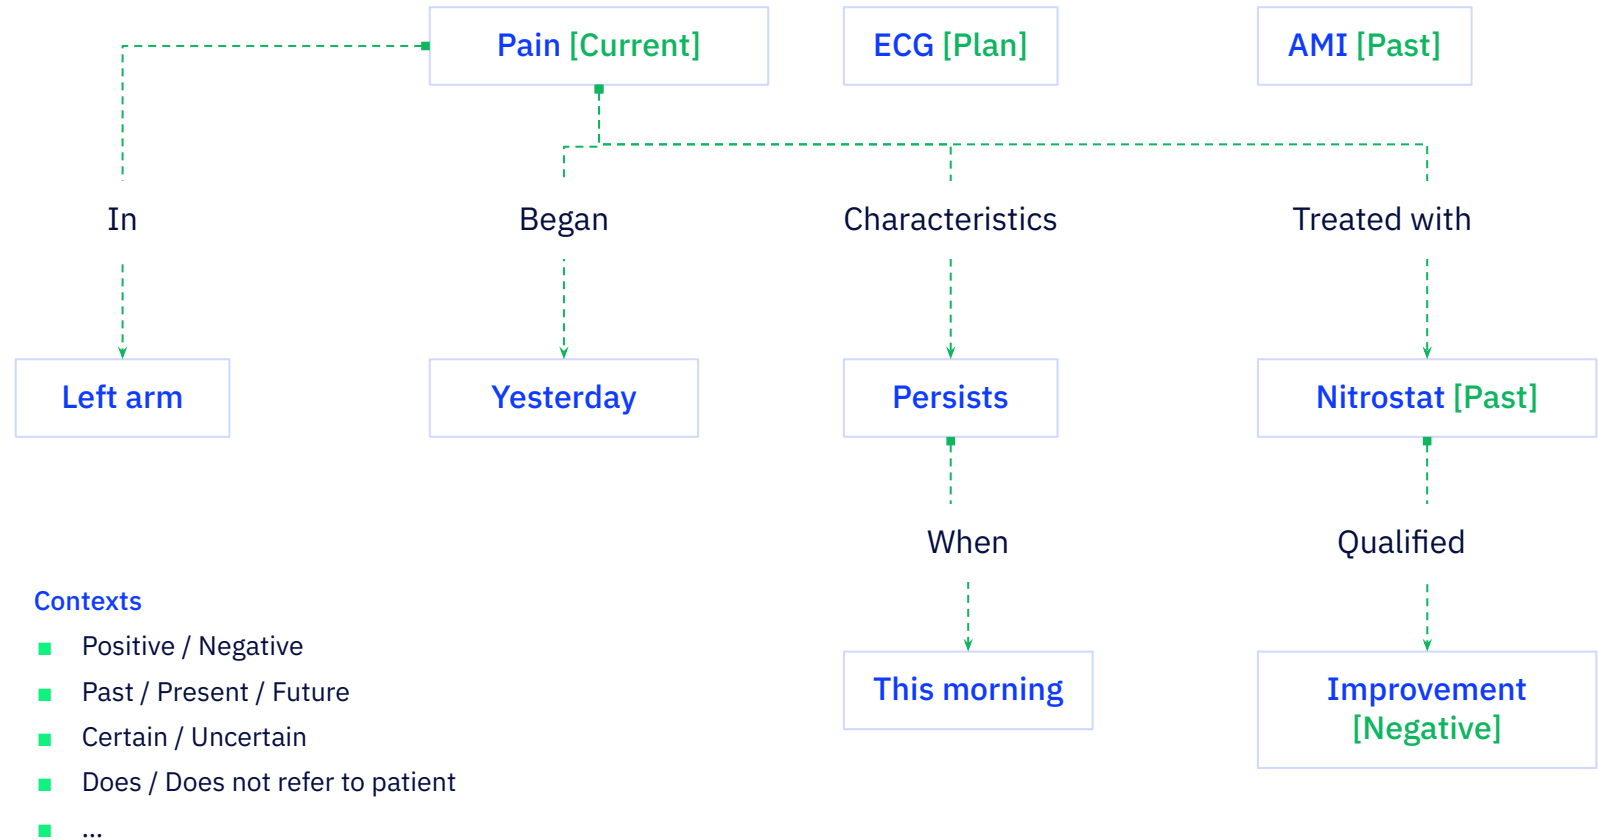 Pain [Current]
ECG [Plan]
AMI [Past]
In
Began
Characteristics
Treated with
Left arm
Yesterday
Persists
Nitrostat [Past]
When
Qualified
This morning
Improvement
[Negative]
Contexts
Positive / Negative
Past / Present / Future
Certain / Uncertain
Does / Does not refer to patient
...